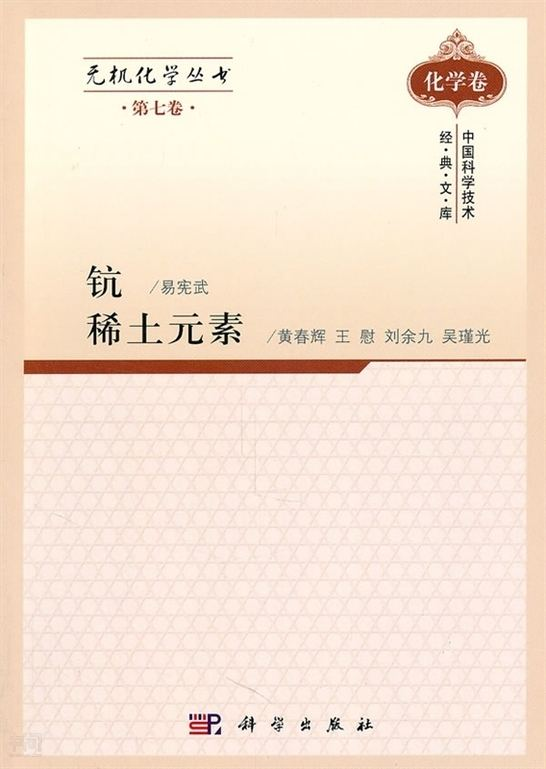 无机化学丛书
·第七卷·
化学卷
中国科学技术
经·典·文·库
钪 /易宪武
稀土元素 /黄春辉 王 慰 刘余九 吴瑾光
科学出版社